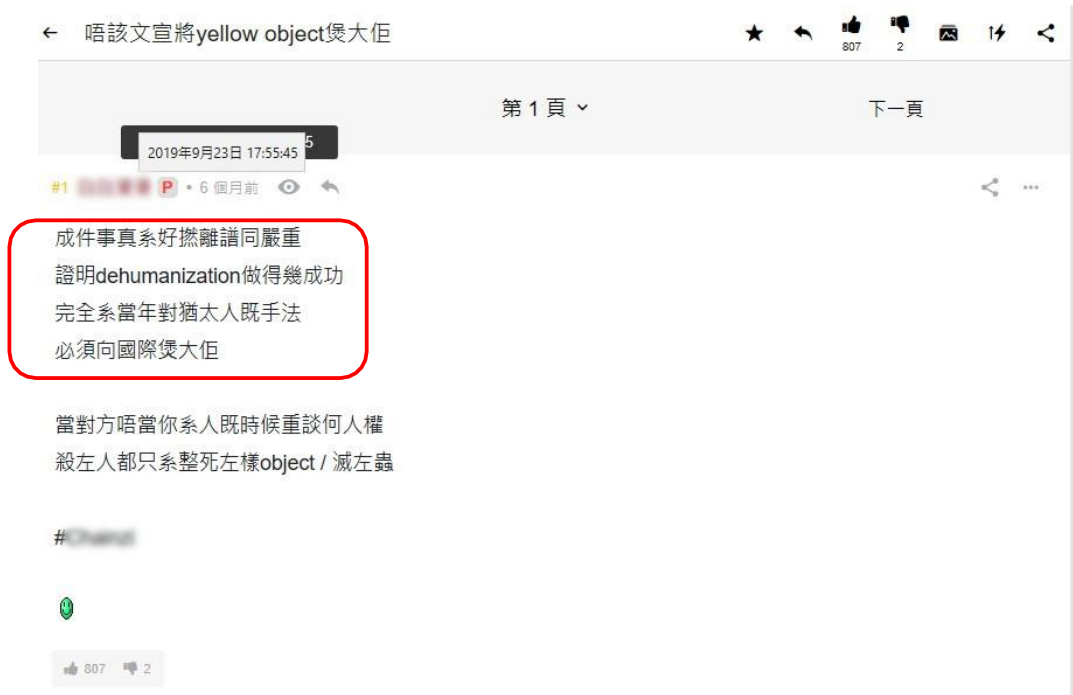 唔該文宣將yellow object煲大佢
807
2
第 1 頁
下一頁
5
2019年9月23日 17:55:45
#1
P • 6 個月前
成件事真系好撚離譜同嚴重
證明dehumanization做得幾成功
完全系當年對猶太人既手法
必須向國際煲大佢
當對方唔當你系人既時候重談何人權
殺左人都只系整死左樣object / 滅左蟲
#
807
2